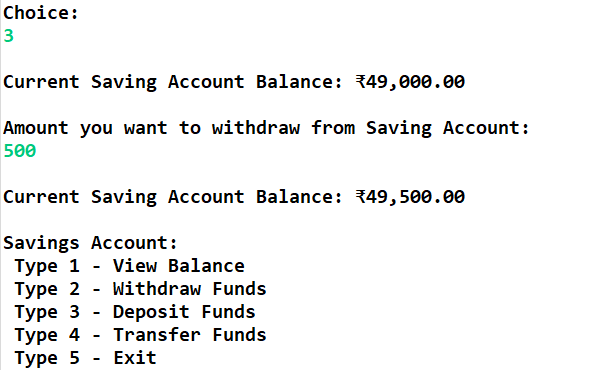 Choice:
3
Current Saving Account Balance: ₹49,000.00
Amount you want to withdraw from Saving Account:
500
Current Saving Account Balance: ₹49,500.00
Savings Account:
Type 1 - View Balance
Type 2 - Withdraw Funds
Type 3 - Deposit Funds
Type 4 - Transfer Funds
Type 5 - Exit